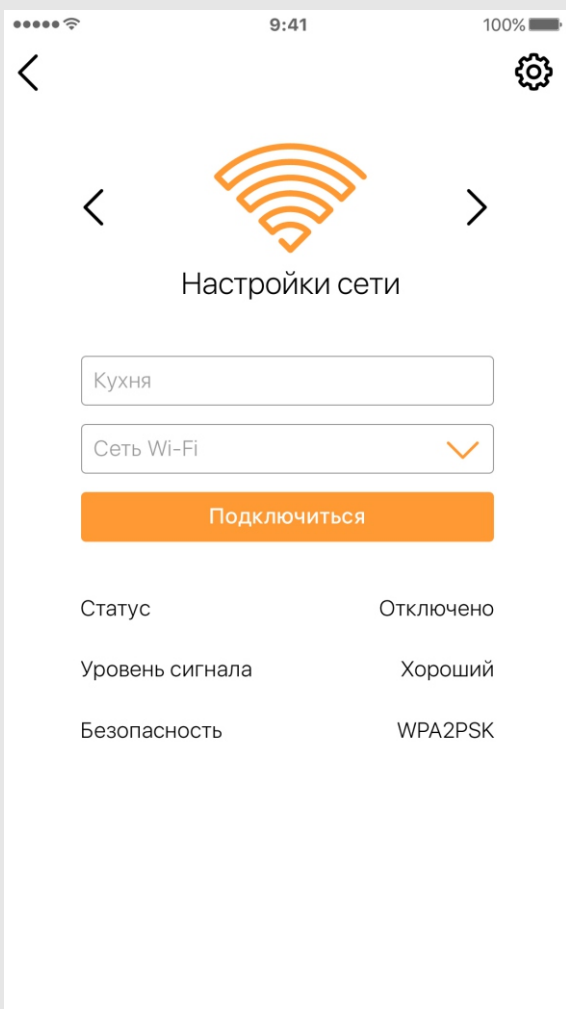 9:41 100%
Настройки сети
Кухня
Сеть Wi-Fi
Подключиться
Статус Отключено
Уровень сигнала Хороший
Безопасность WPA2PSK